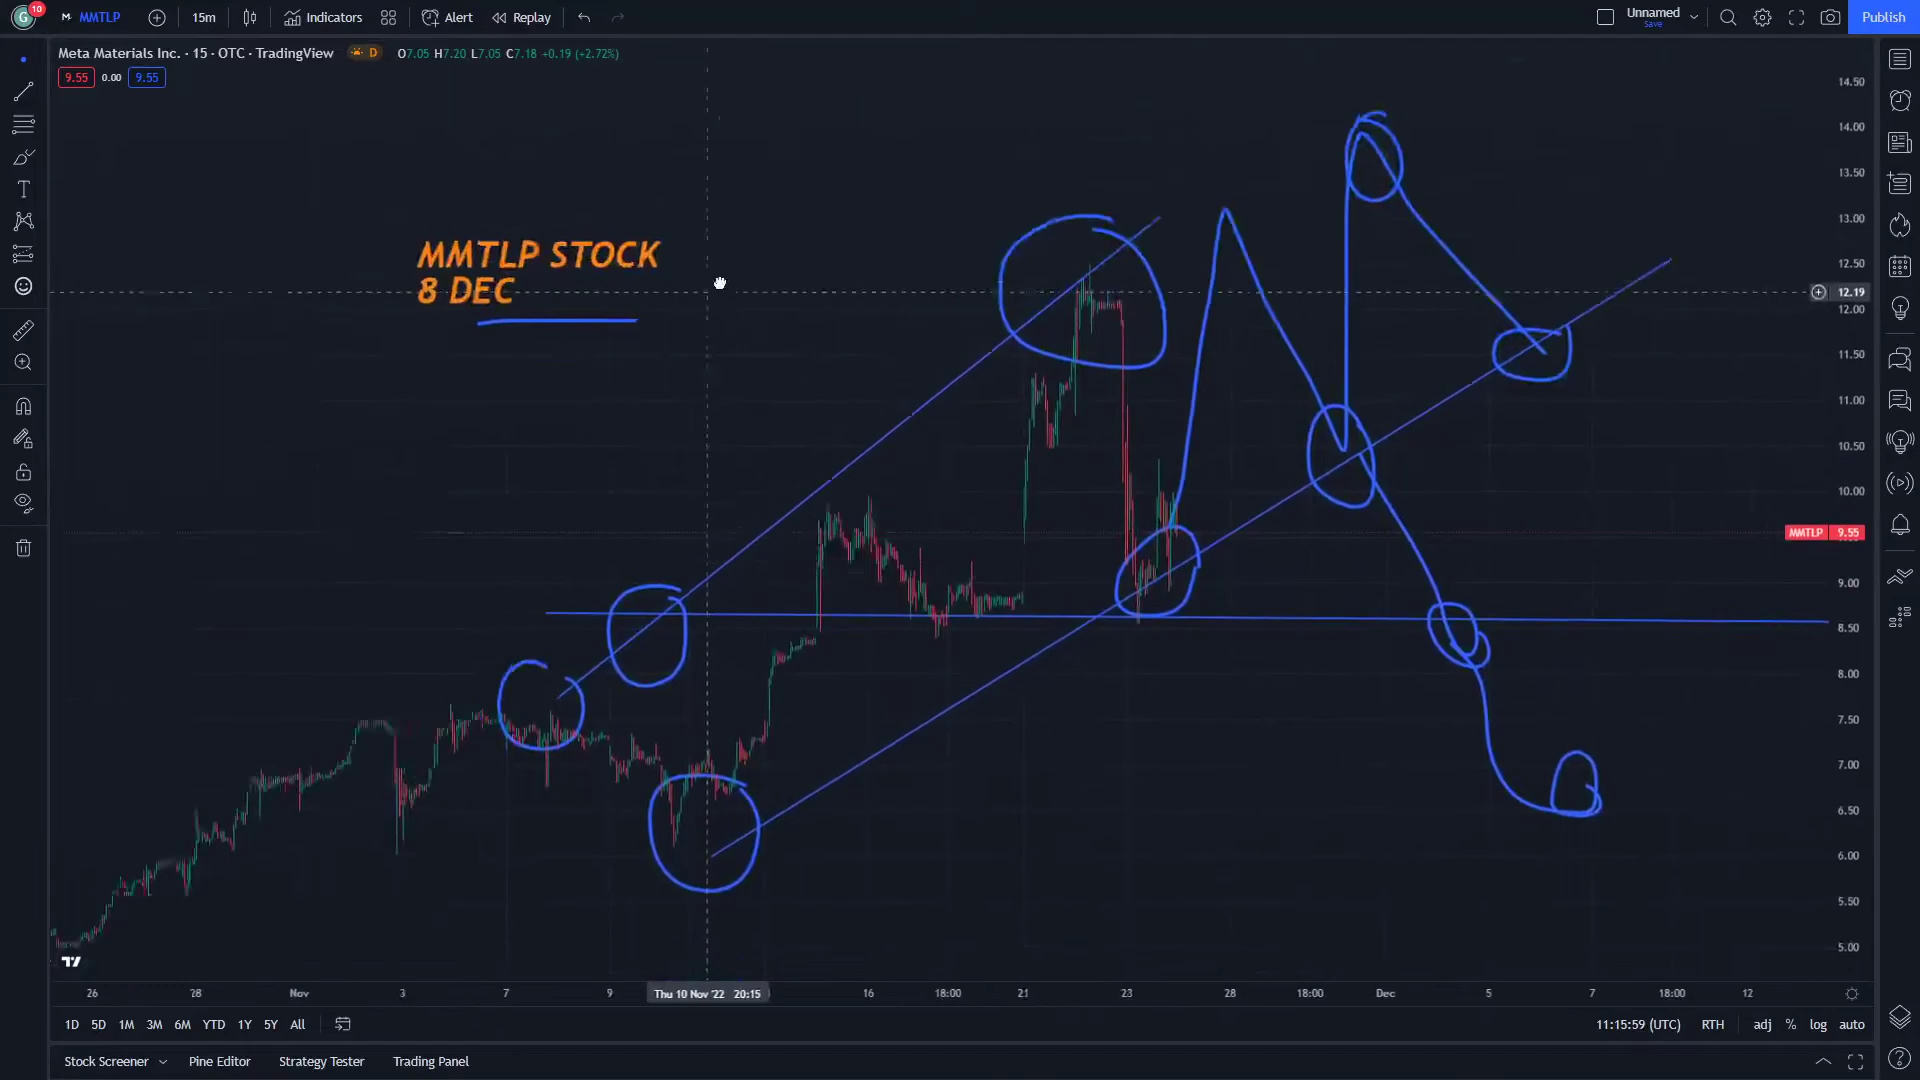 G 10 M· MMTLP 15m Indicators Alert Replay Unnamed Save Publish
Meta Materials Inc. · 15 · OTC · TradingView D O7.05 H7.20 L7.05 C7.18 +0.19 (+2.72%)
9.55 0.00 9.55
MMTLP STOCK
8 DEC
14.50
14.00
13.50
13.00
12.50
12.19
12.00
11.50
11.00
10.50
10.00
MMTLP 9.55
9.00
8.50
8.00
7.50
7.00
6.50
6.00
5.50
5.00
26 28 Nov 3 7 9 Thu 10 Nov '22 20:15 16 18:00 21 23 28 18:00 Dec 5 7 18:00 12
1D 5D 1M 3M 6M YTD 1Y 5Y All 11:15:59 (UTC) RTH adj % log auto
Stock Screener Pine Editor Strategy Tester Trading Panel